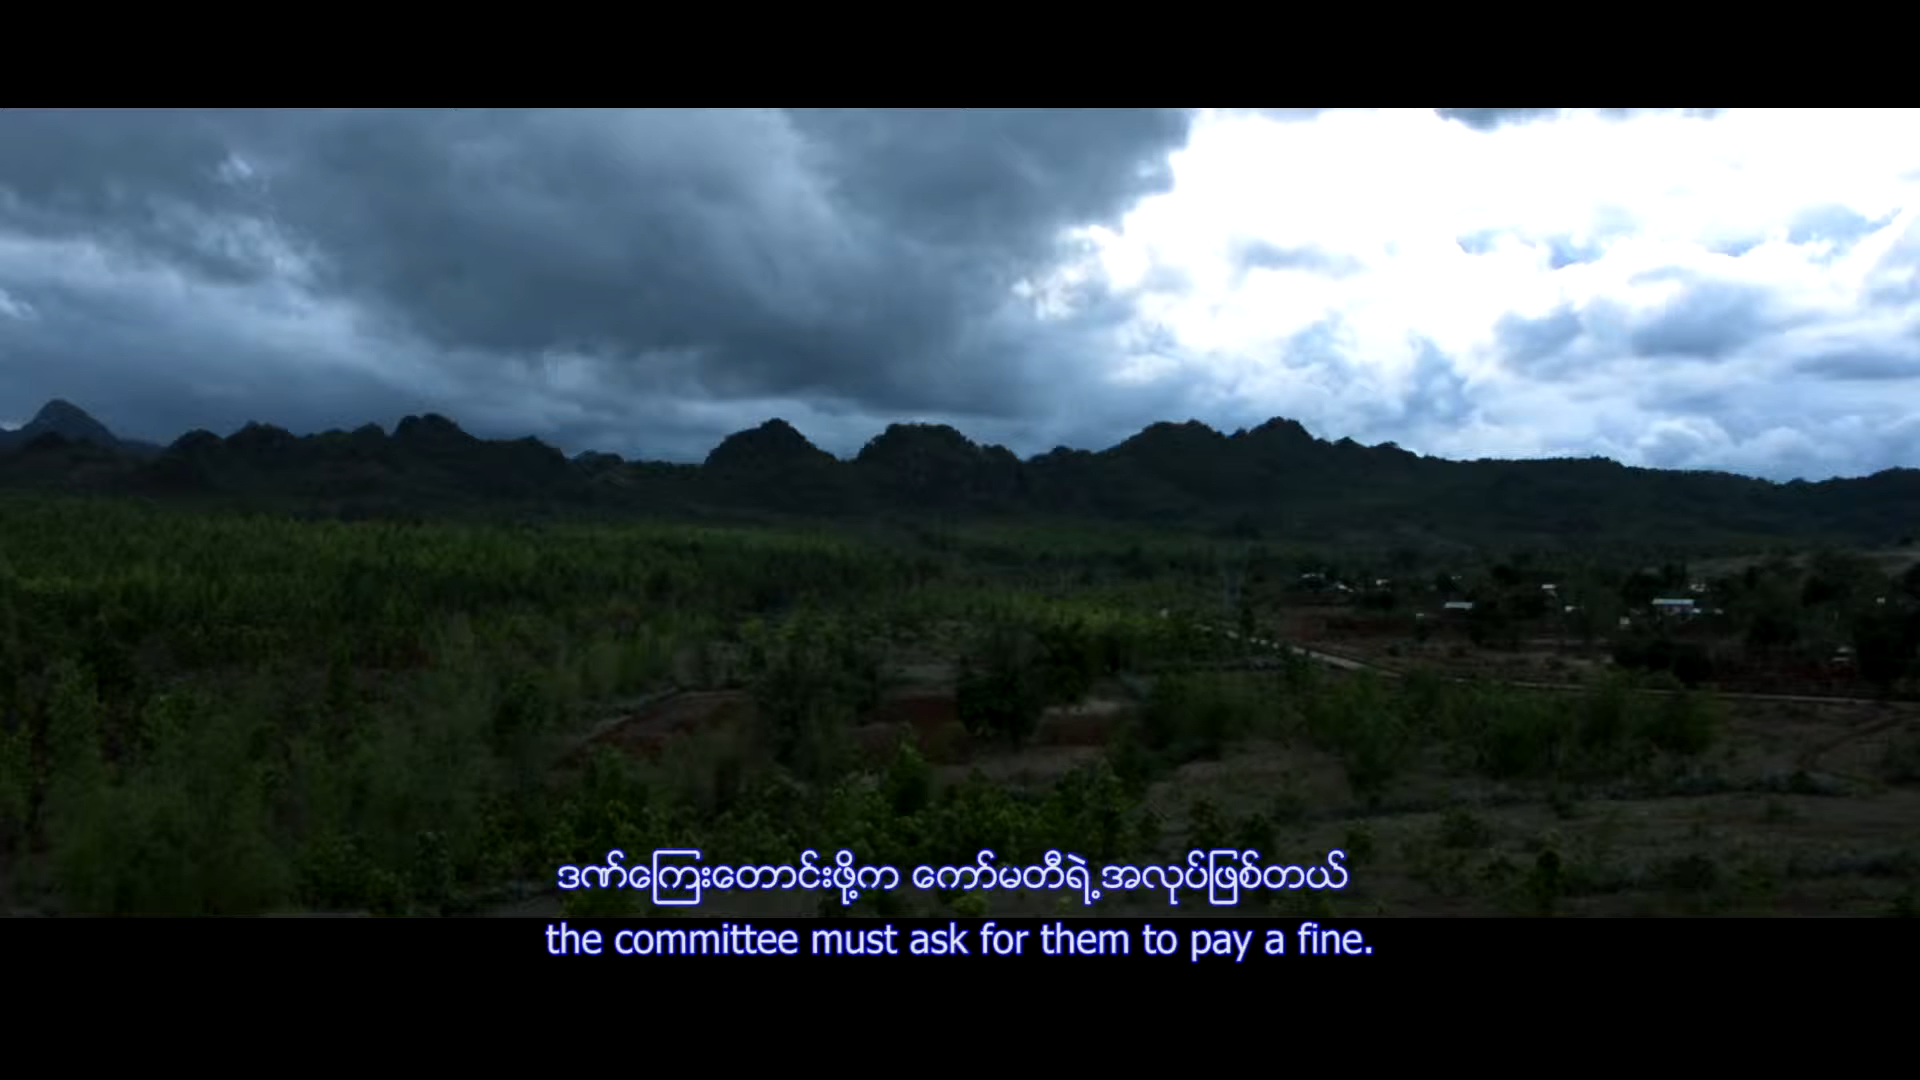 ဒဏ်ကြေးတောင်းဖို့က ကော်မတီရဲ့အလုပ်ဖြစ်တယ်
the committee must ask for them to pay a fine.